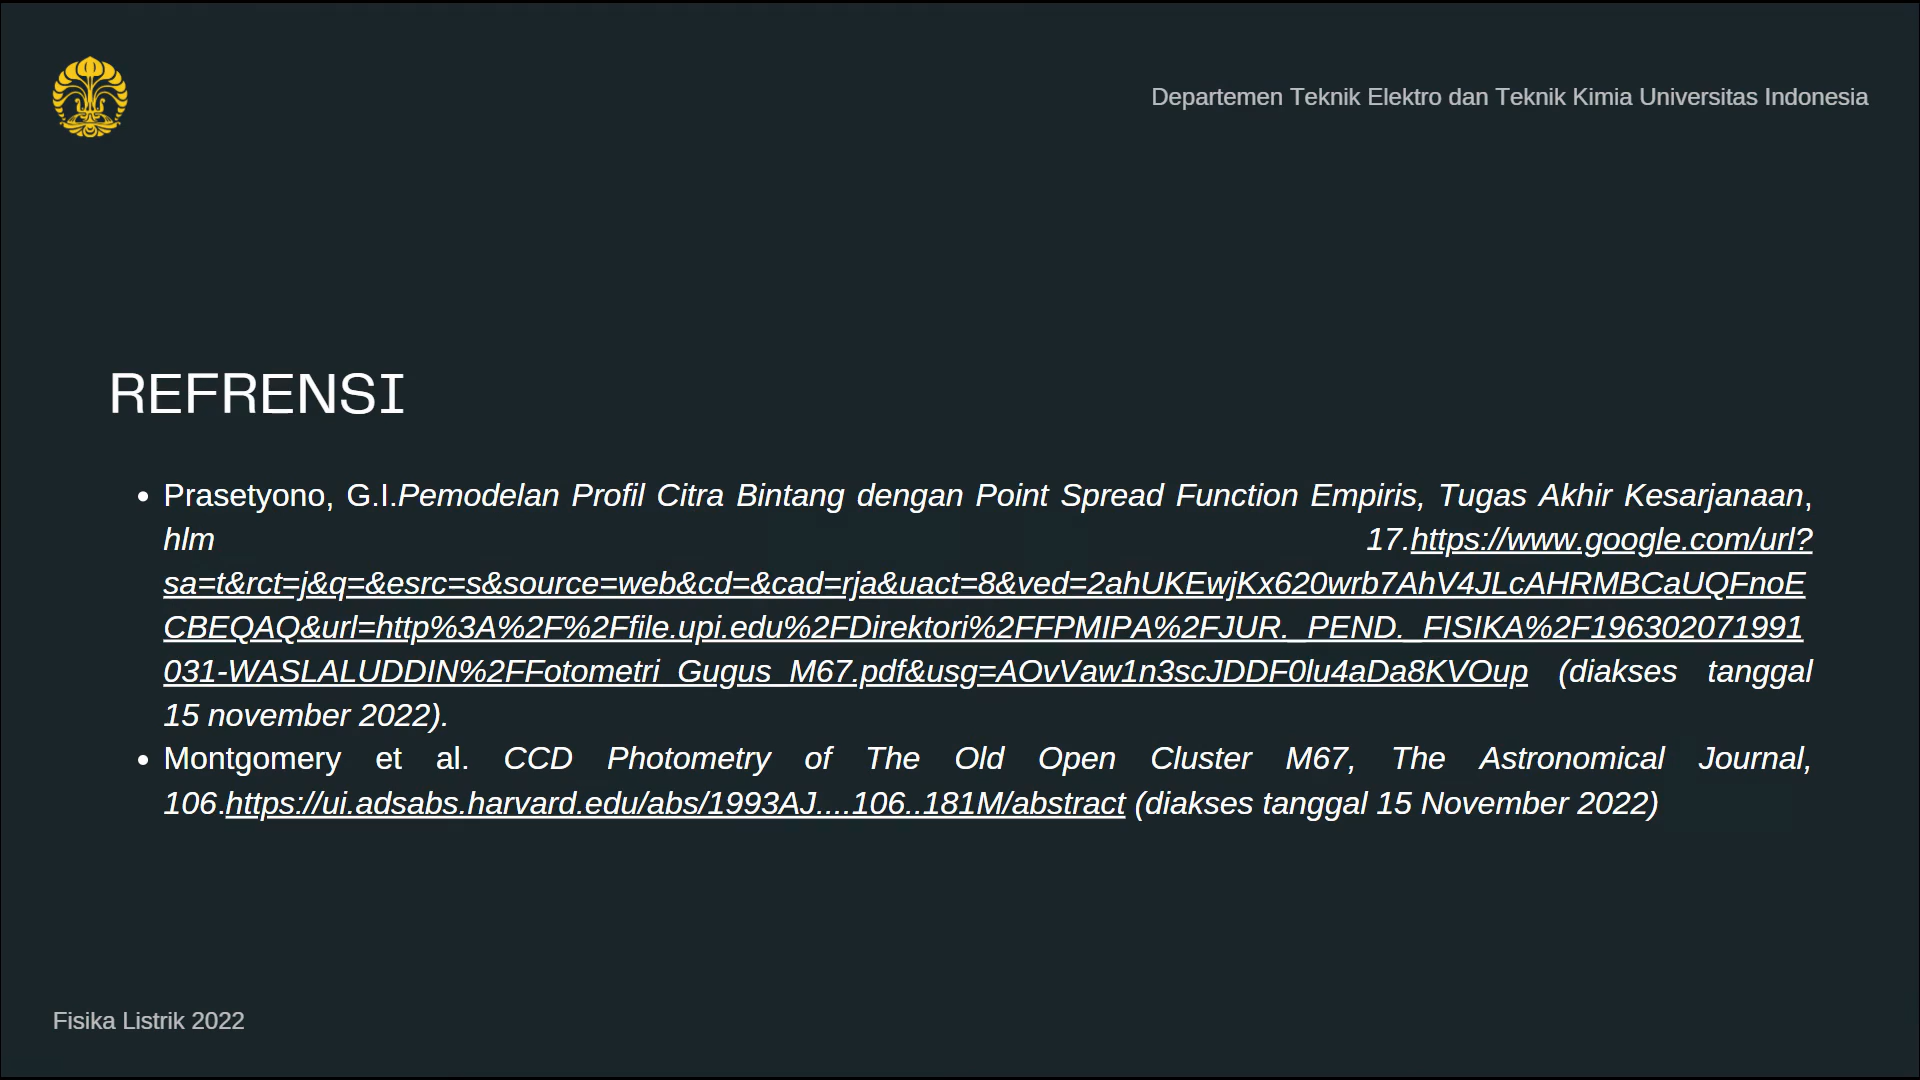 Departemen Teknik Elektro dan Teknik Kimia Universitas Indonesia
REFRENSI
• Prasetyono, G.I.Pemodelan Profil Citra Bintang dengan Point Spread Function Empiris, Tugas Akhir Kesarjanaan,
hlm 17.https://www.google.com/url?
sa=t&rct=j&q=&esrc=s&source=web&cd=&cad=rja&uact=8&ved=2ahUKEwjKx620wrb7AhV4JLcAHRMBCaUQFnoE
CBEQAQ&url=http%3A%2F%2Ffile.upi.edu%2FDirektori%2FFPMIPA%2FJUR._PEND._FISIKA%2F196302071991
031-WASLALUDDIN%2FFotometri_Gugus_M67.pdf&usg=AOvVaw1n3scJDDF0lu4aDa8KVOup (diakses tanggal
15 november 2022).
• Montgomery et al. CCD Photometry of The Old Open Cluster M67, The Astronomical Journal,
106.https://ui.adsabs.harvard.edu/abs/1993AJ....106..181M/abstract (diakses tanggal 15 November 2022)
Fisika Listrik 2022